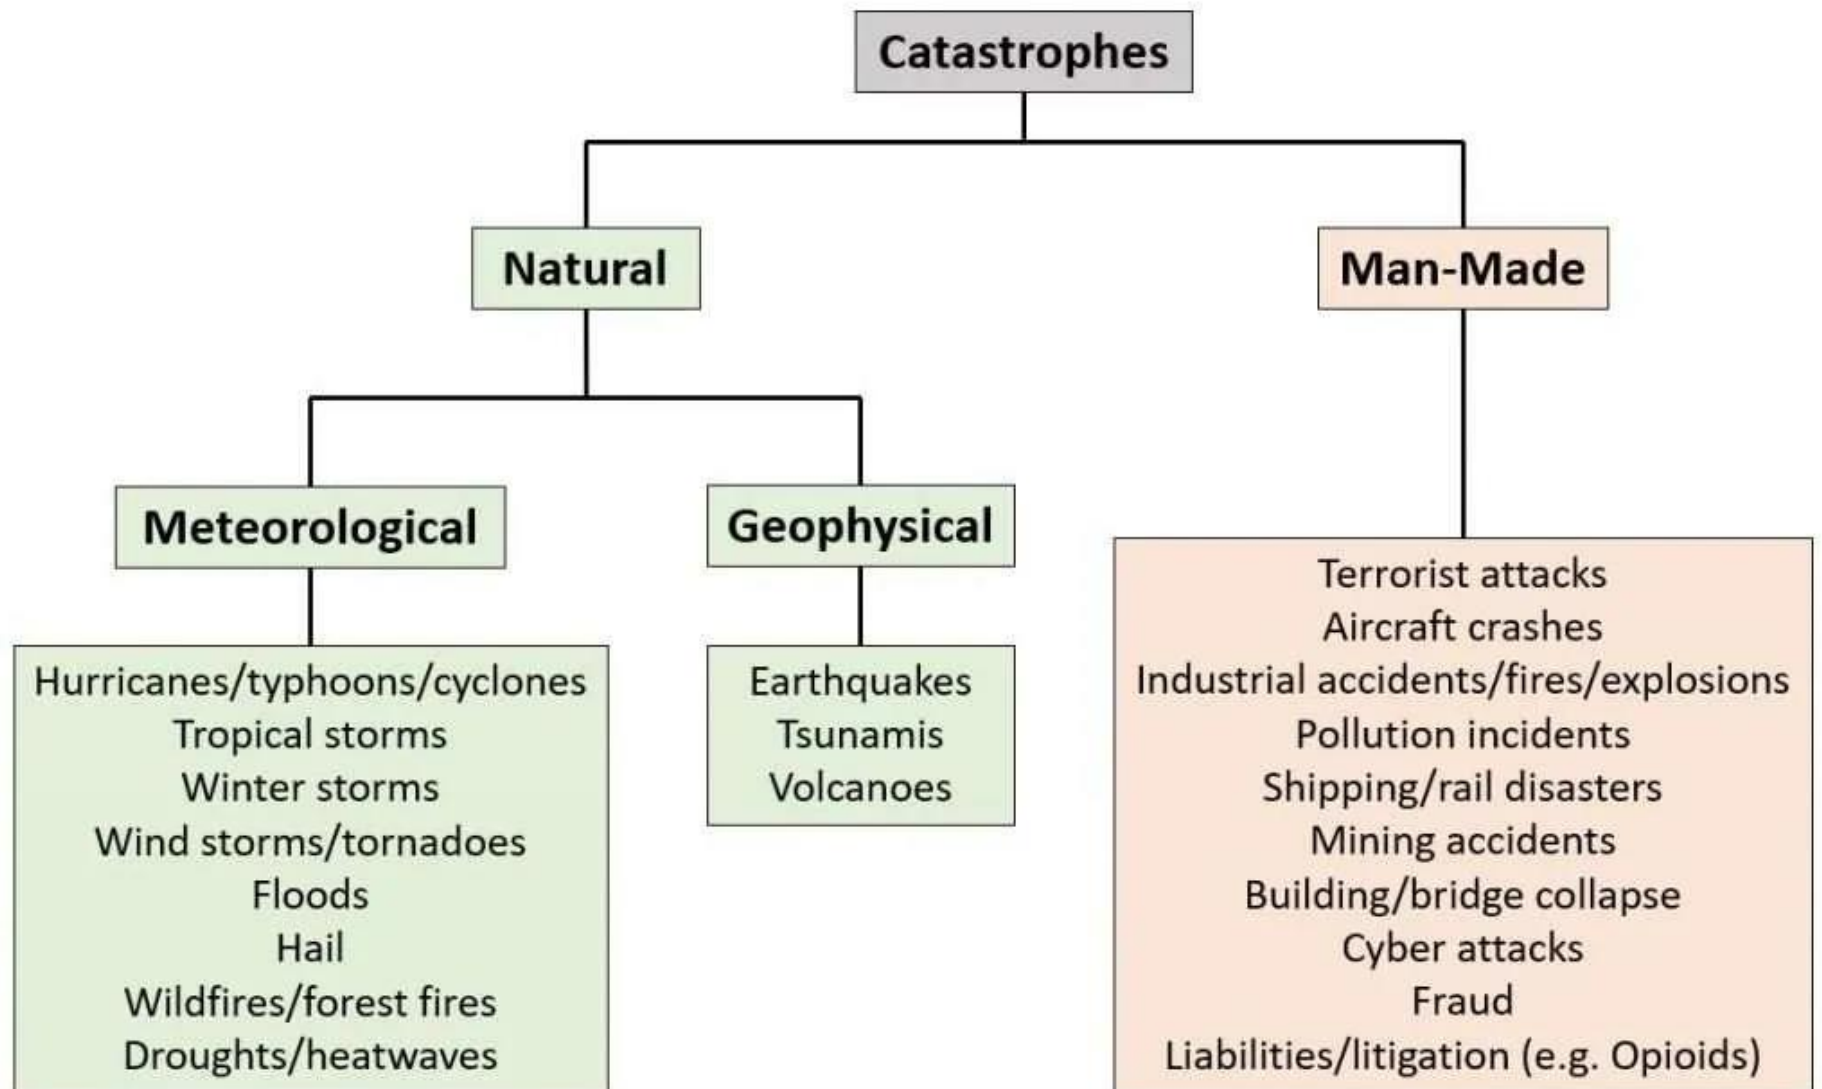 Catastrophes
Natural
Man-Made
Meteorological
Geophysical
Hurricanes/typhoons/cyclones
Tropical storms
Winter storms
Wind storms/tornadoes
Floods
Hail
Wildfires/forest fires
Droughts/heatwaves
Earthquakes
Tsunamis
Volcanoes
Terrorist attacks
Aircraft crashes
Industrial accidents/fires/explosions
Pollution incidents
Shipping/rail disasters
Mining accidents
Building/bridge collapse
Cyber attacks
Fraud
Liabilities/litigation (e.g. Opioids)